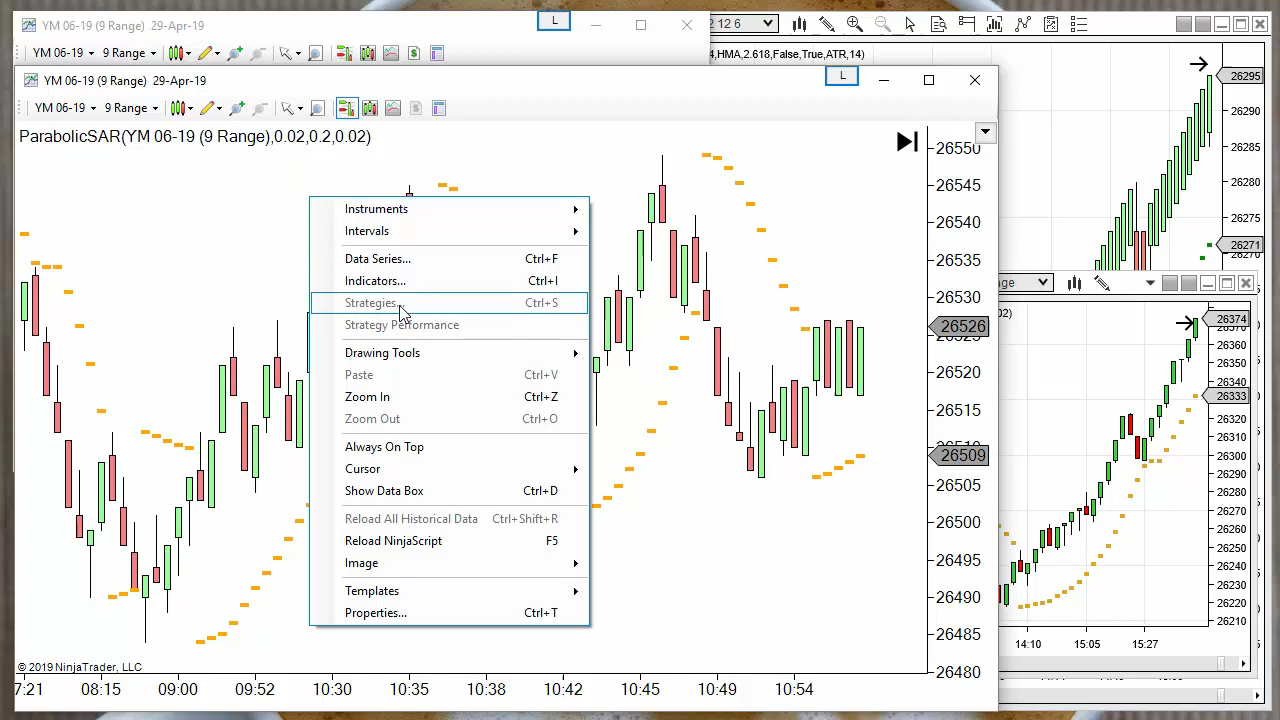 YM 06-19 (9 Range) 29-Apr-19
L
2 12 6
YM 06-19 9 Range
4,HMA,2.618,False,True,ATR,14)
YM 06-19 (9 Range) 29-Apr-19
L
YM 06-19 9 Range
ParabolicSAR(YM 06-19 (9 Range),0.02,0.2,0.02)
Instruments
Intervals
Data Series... Ctrl+F
Indicators... Ctrl+I
Strategies... Ctrl+S
Strategy Performance
Drawing Tools
Paste Ctrl+V
Zoom In Ctrl+Z
Zoom Out Ctrl+O
Always On Top
Cursor
Show Data Box Ctrl+D
Reload All Historical Data Ctrl+Shift+R
Reload NinjaScript F5
Image
Templates
Properties... Ctrl+T
26550
26545
26540
26535
26530
26526
26520
26515
26509
26505
26500
26495
26490
26485
26480
© 2019 NinjaTrader, LLC
7:21 08:15 09:00 09:52 10:30 10:35 10:38 10:42 10:45 10:49 10:54
26295
26290
26285
26280
26275
26271
nge
02)
26374
26360
26350
26340
26333
26320
26310
26300
26290
26280
26270
26260
26250
26240
26230
26220
26210
14:10 15:05 15:27